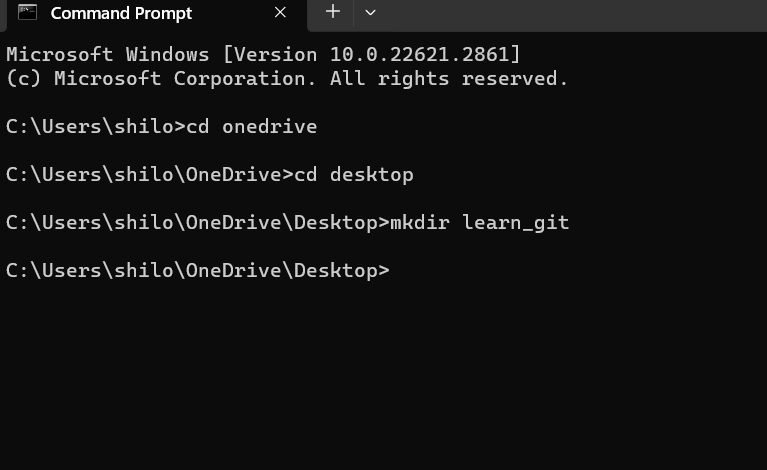 Command Prompt
Microsoft Windows [Version 10.0.22621.2861]
(c) Microsoft Corporation. All rights reserved.
C:\Users\shilo>cd onedrive
C:\Users\shilo\OneDrive>cd desktop
C:\Users\shilo\OneDrive\Desktop>mkdir learn_git
C:\Users\shilo\OneDrive\Desktop>